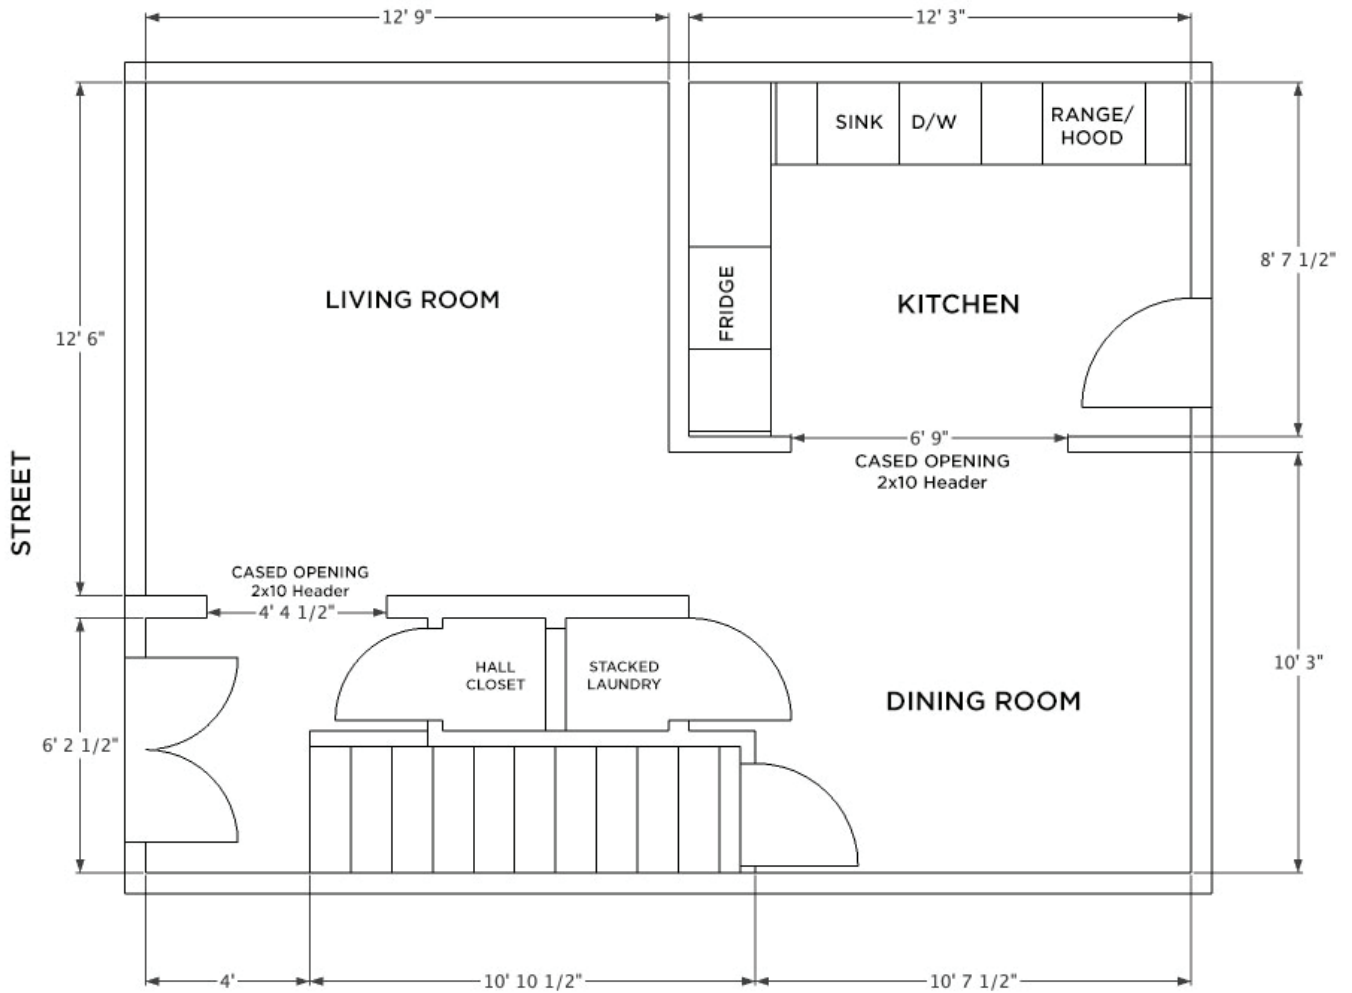 12' 9"
12' 3"
SINK
D/W
RANGE/
HOOD
8' 7 1/2"
FRIDGE
LIVING ROOM
KITCHEN
12' 6"
6' 9"
CASED OPENING
2x10 Header
STREET
CASED OPENING
2x10 Header
4' 4 1/2"
HALL
CLOSET
STACKED
LAUNDRY
10' 3"
DINING ROOM
6' 2 1/2"
4'
10' 10 1/2"
10' 7 1/2"